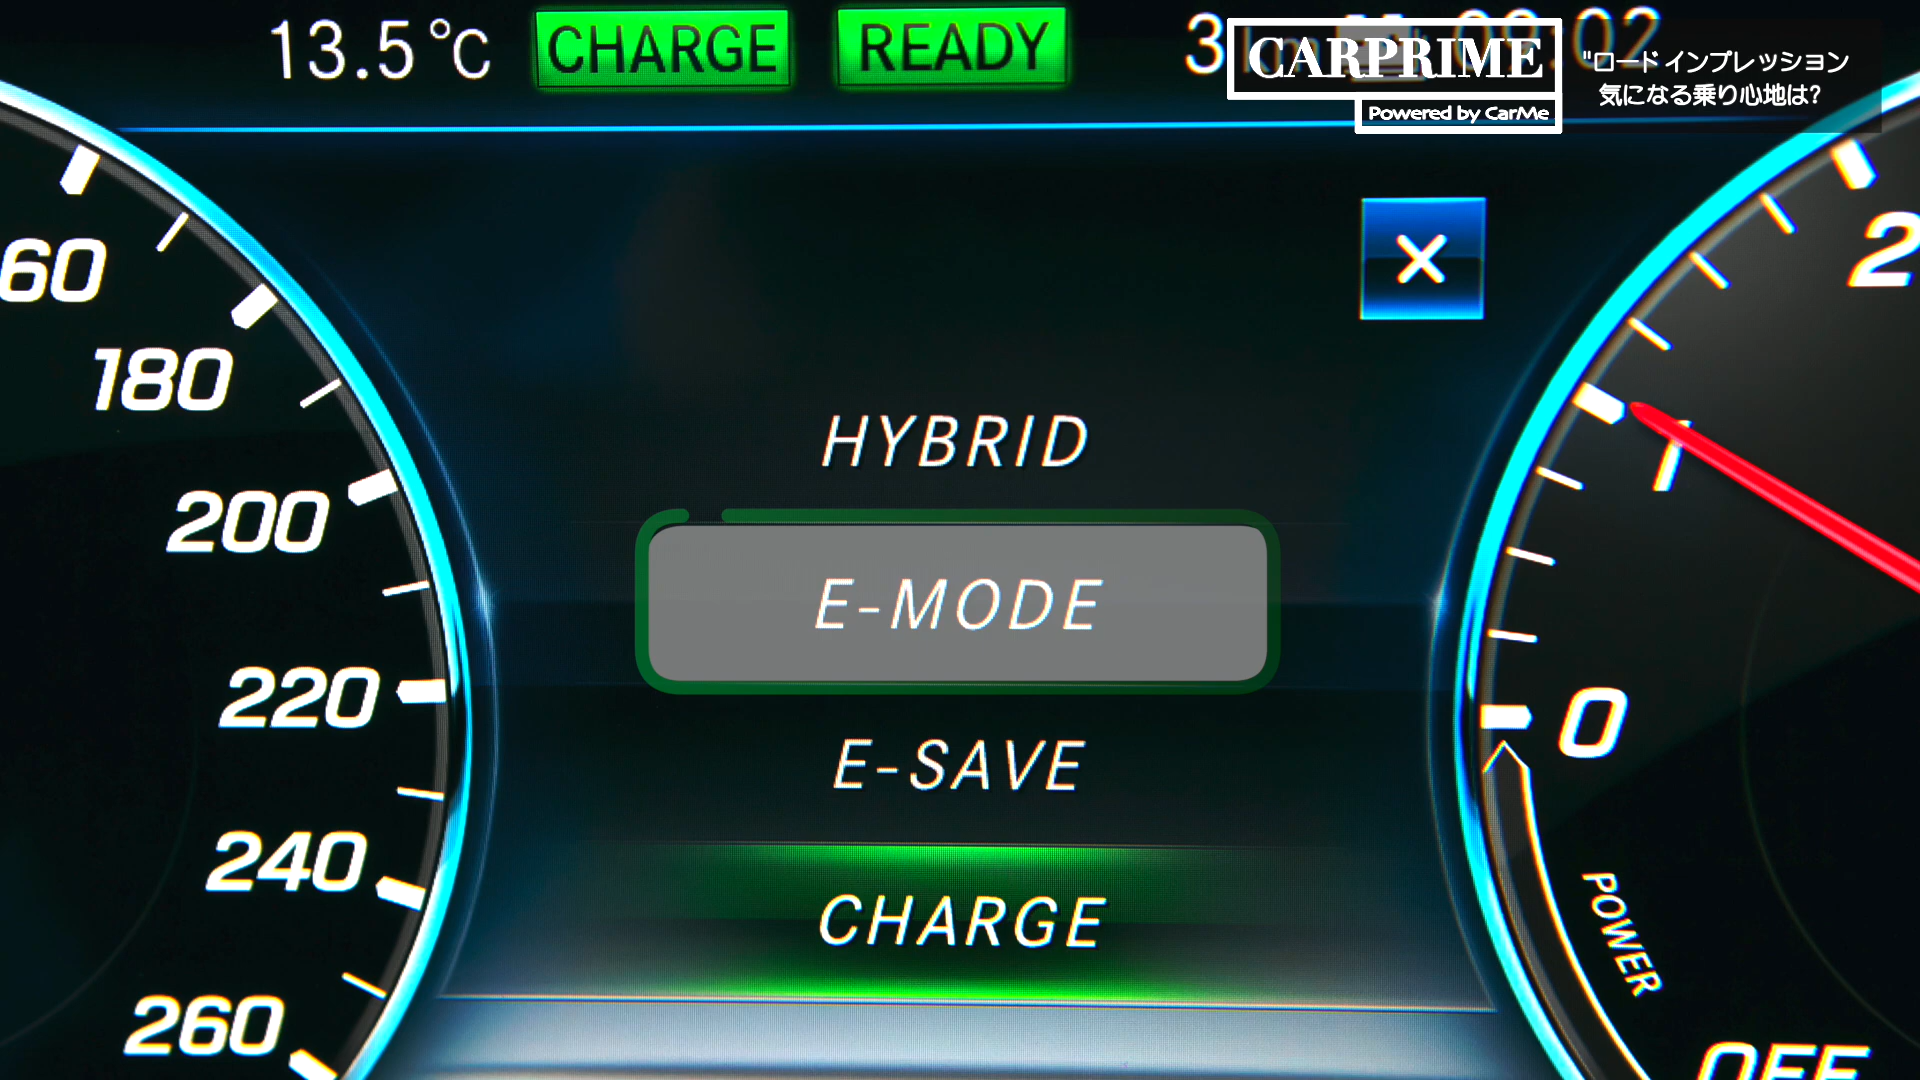 13.5°C CHARGE READY
CARPRIME
Powered by CarMe
"ロード インプレッション
気になる乗り心地は?
60
180
200
220
240
260
HYBRID
E-MODE
E-SAVE
CHARGE
2
1
0
POWER
OFF